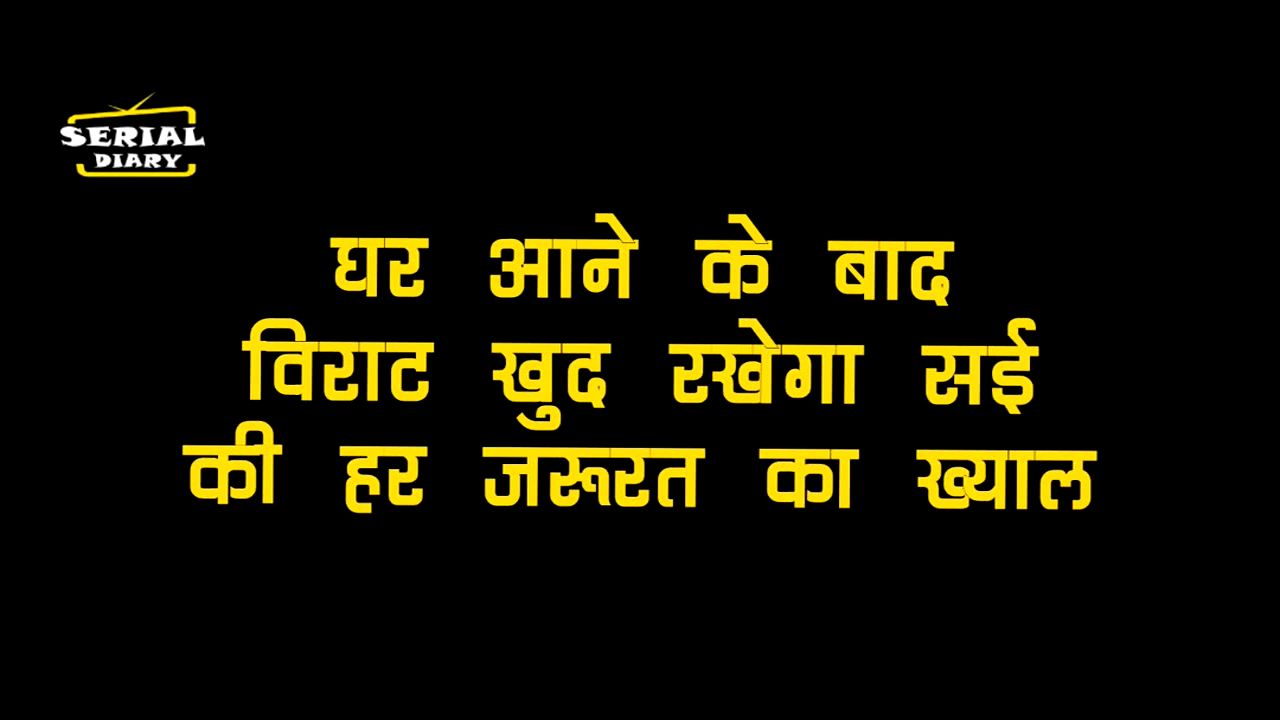 SERIAL
DIARY
घर आने के बाद
विराट खुद रखेगा सई
की हर जरूरत का ख्याल